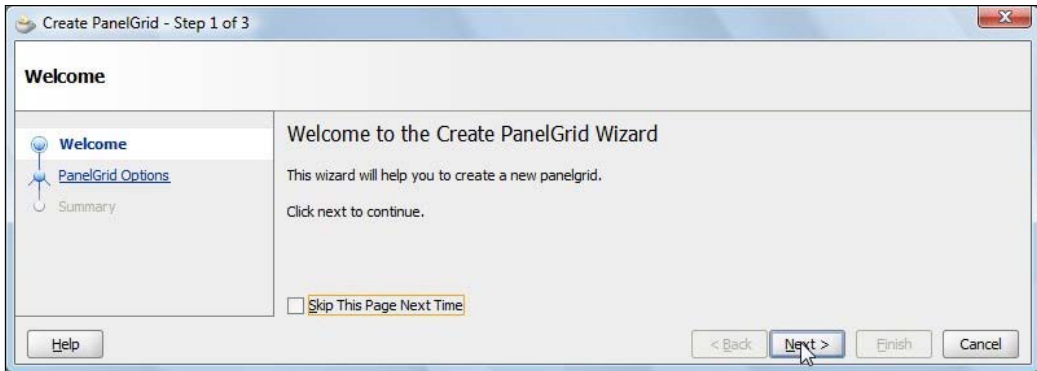 Create PanelGrid - Step 1 of 3
Welcome
Welcome
PanelGrid Options
Summary
Welcome to the Create PanelGrid Wizard
This wizard will help you to create a new panelgrid.
Click next to continue.
Skip This Page Next Time
Help
< Back
Next >
Finish
Cancel